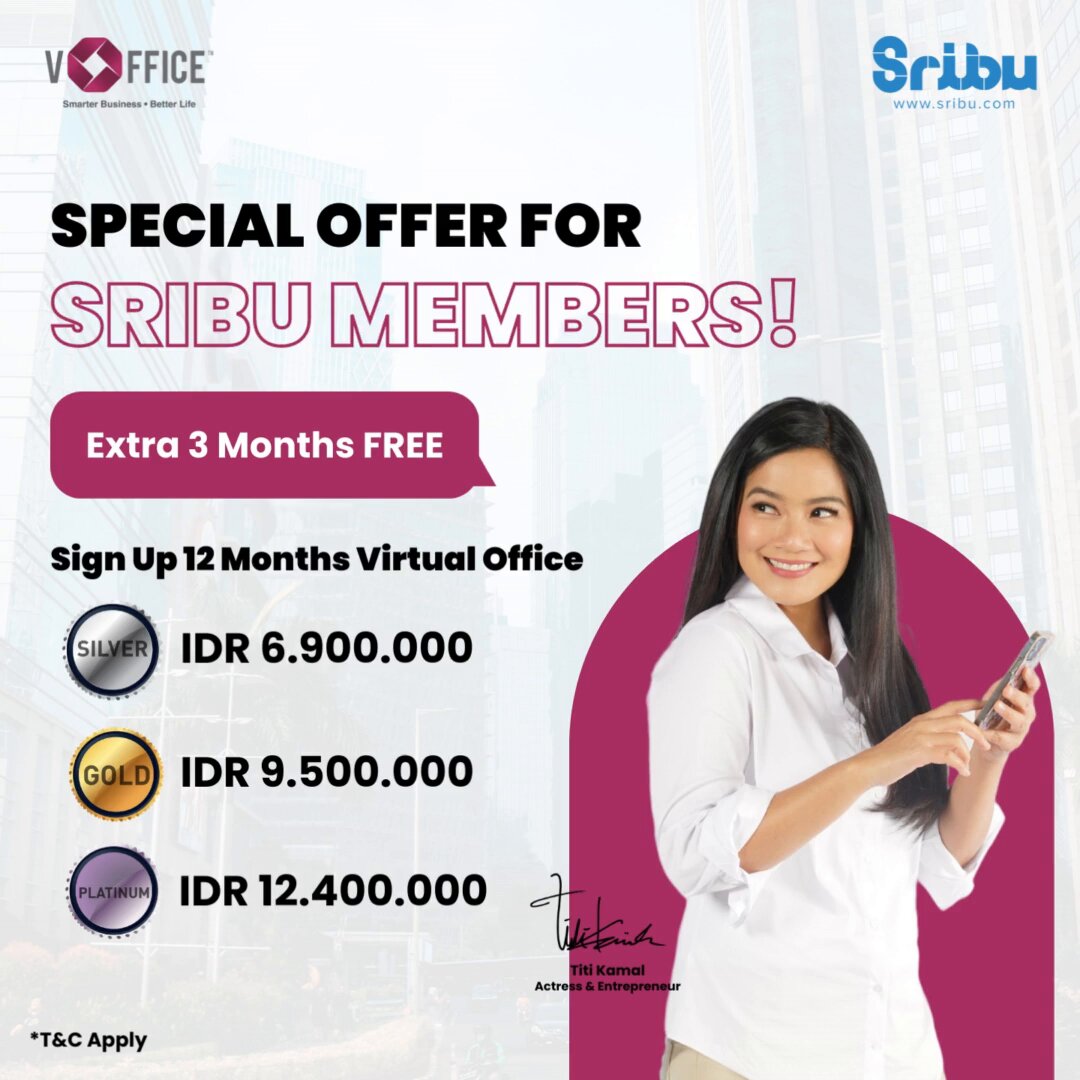 VOFFICE™
Smarter Business • Better Life
Sribu
www.sribu.com
SPECIAL OFFER FOR
SRIBU MEMBERS!
Extra 3 Months FREE
Sign Up 12 Months Virtual Office
SILVER IDR 6.900.000
GOLD IDR 9.500.000
PLATINUM IDR 12.400.000
Titi Kamal
Actress & Entrepreneur
*T&C Apply